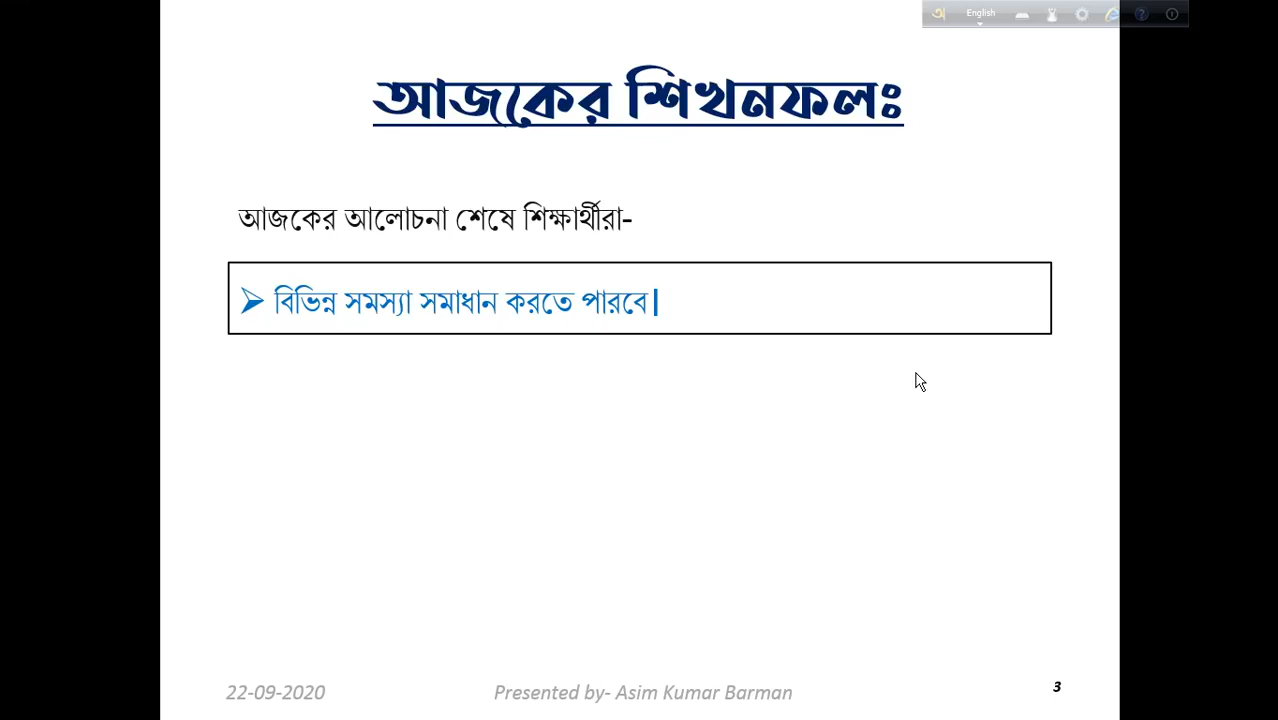 অ English
আজকের শিখনফলঃ
আজকের আলোচনা শেষে শিক্ষার্থীরা-
➤ বিভিন্ন সমস্যা সমাধান করতে পারবে|
22-09-2020 Presented by- Asim Kumar Barman 3